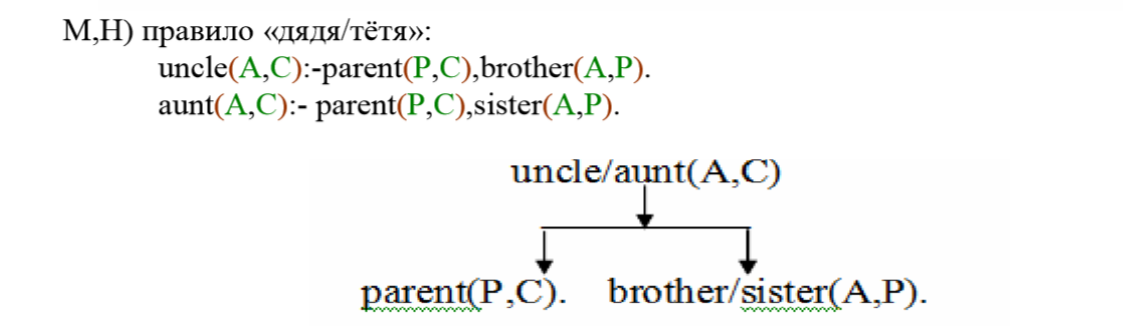 М,Н) правило «дядя/тётя»:
uncle(A,C):-parent(P,C),brother(A,P).
aunt(A,C):- parent(P,C),sister(A,P).
uncle/aunt(A,C)
parent(P,C). brother/sister(A,P).